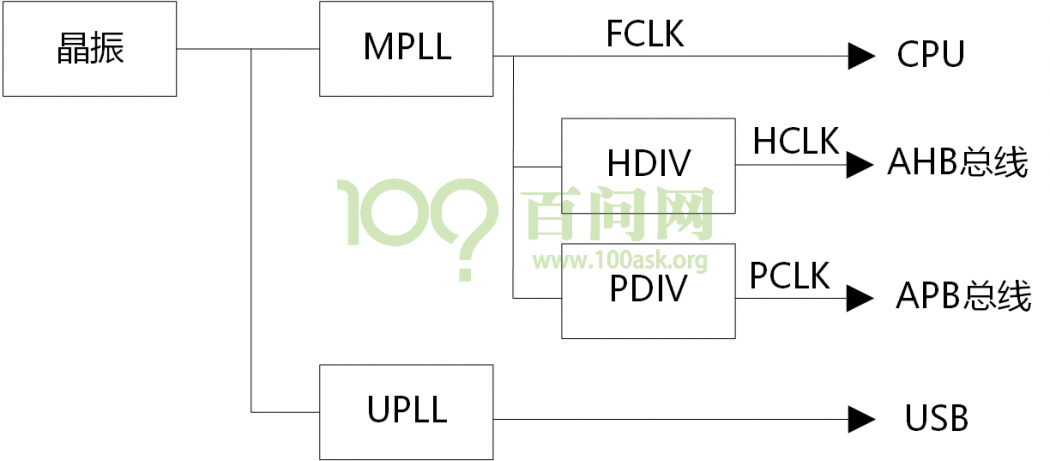 晶振
MPLL
FCLK
CPU
HDIV
HCLK
AHB总线
100?
百问网
www.100ask.org
PDIV
PCLK
APB总线
UPLL
USB